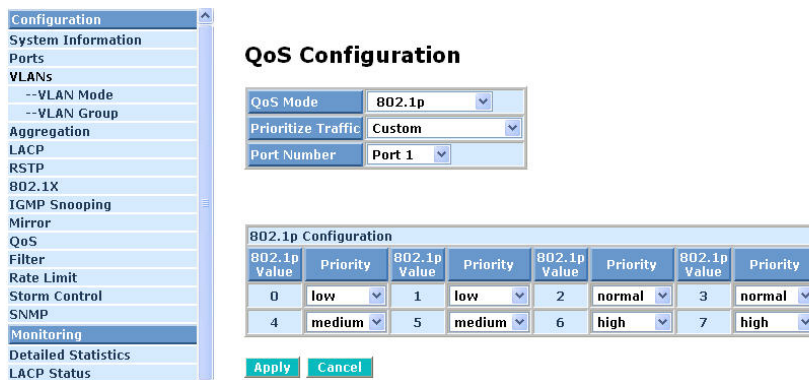 Configuration
System Information
Ports
VLANs
--VLAN Mode
--VLAN Group
Aggregation
LACP
RSTP
802.1X
IGMP Snooping
Mirror
QoS
Filter
Rate Limit
Storm Control
SNMP
Monitoring
Detailed Statistics
LACP Status
QoS Configuration
QoS Mode 802.1p
Prioritize Traffic Custom
Port Number Port 1
802.1p Configuration
802.1p Value Priority 802.1p Value Priority 802.1p Value Priority 802.1p Value Priority
0 low 1 low 2 normal 3 normal
4 medium 5 medium 6 high 7 high
Apply Cancel